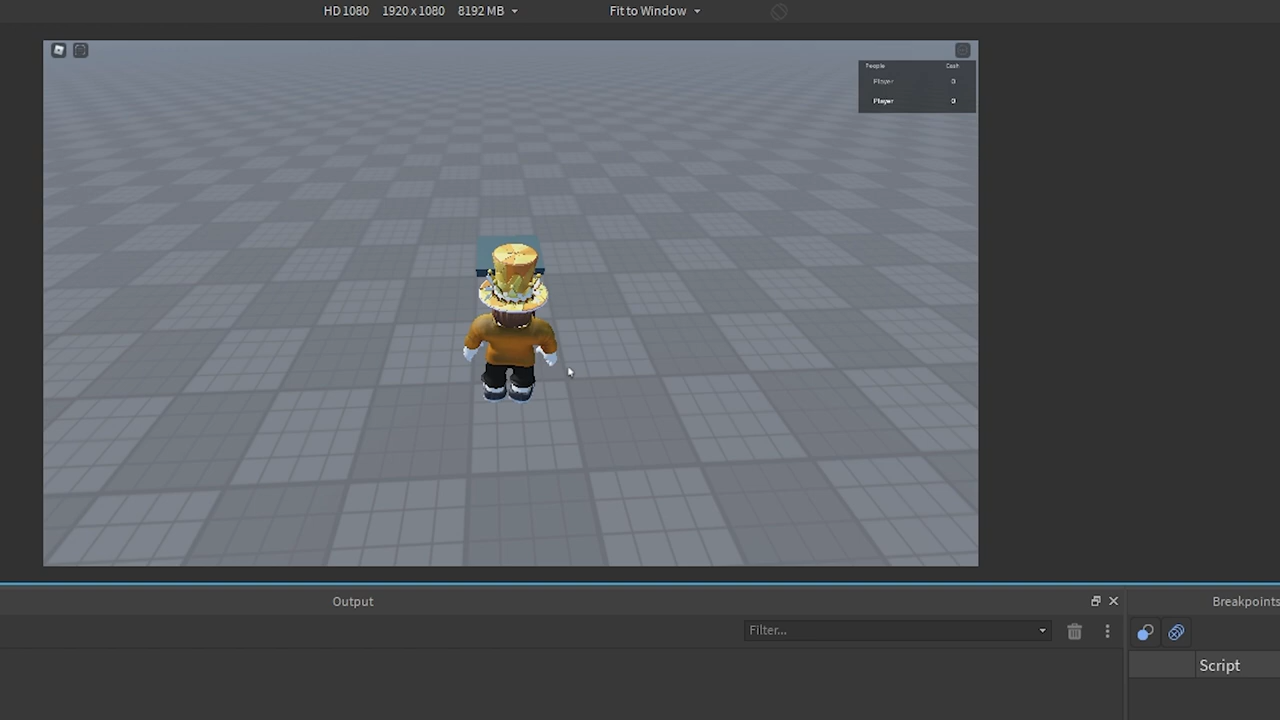 HD 1080 1920 x 1080 8192 MB Fit to Window
People Cash
Player 0
Player 0
Output Breakpoints
Filter...
Script